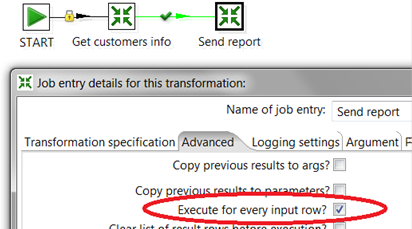 START Get customers info Send report
Job entry details for this transformation:
Name of job entry: Send report
Transformation specification Advanced Logging settings Argument
Copy previous results to args?
Copy previous results to parameters?
Execute for every input row?
Clear list of result rows before execution?